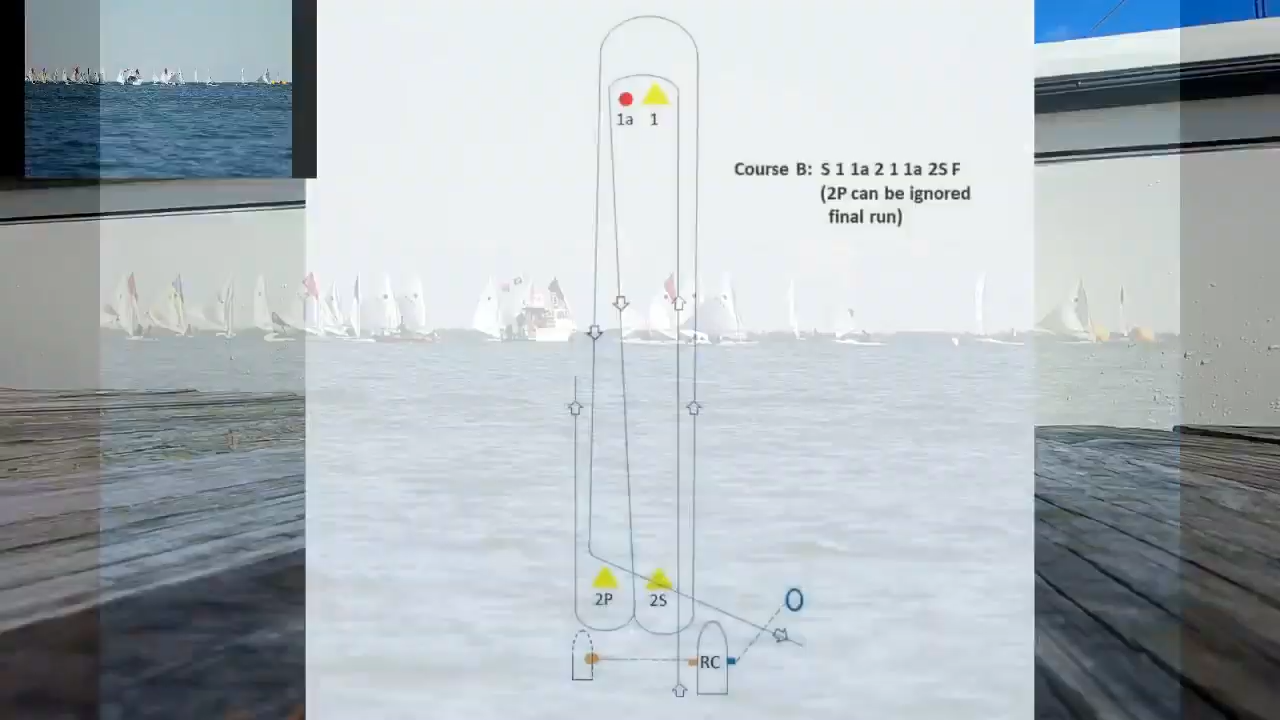 1a 1
Course B: S 1 1a 2 1 1a 2S F
(2P can be ignored
final run)
2P 2S
RC